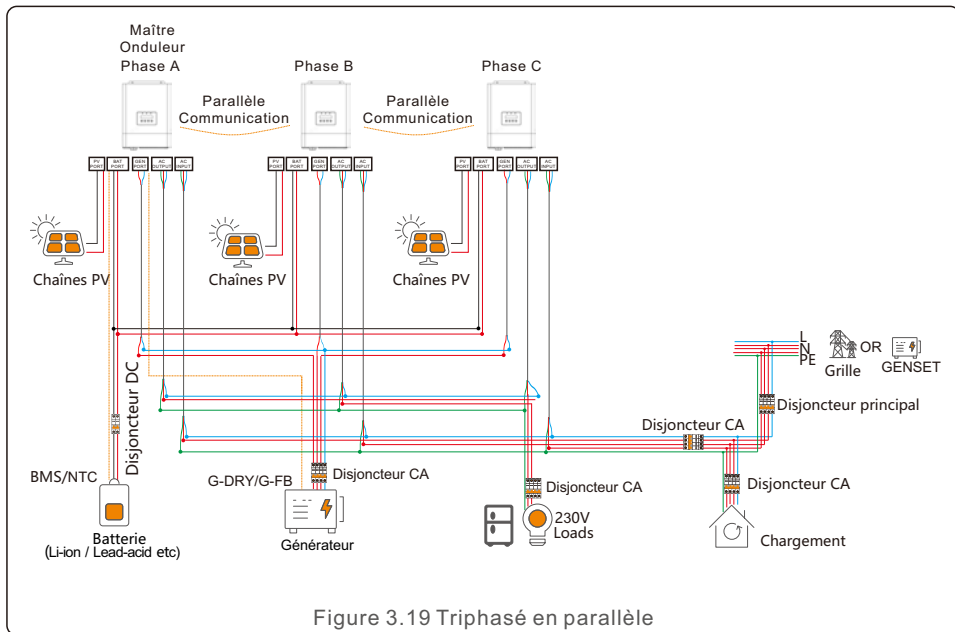 Maître
Onduleur
Phase A
Phase B
Phase C
Parallèle
Communication
Parallèle
Communication
PV
PORT
BAT
PORT
GEN
PORT
AC
OUTPUT
AC
INPUT
PV
PORT
BAT
PORT
GEN
PORT
AC
OUTPUT
AC
INPUT
PV
PORT
BAT
PORT
GEN
PORT
AC
OUTPUT
AC
INPUT
Chaînes PV
Chaînes PV
Chaînes PV
L
N
PE
OR
Grille
GENSET
Disjoncteur DC
Disjoncteur principal
Disjoncteur CA
BMS/NTC
G-DRY/G-FB
Disjoncteur CA
Disjoncteur CA
Disjoncteur CA
230V
Loads
Batterie
(Li-ion / Lead-acid etc)
Générateur
Chargement
Figure 3.19 Triphasé en parallèle